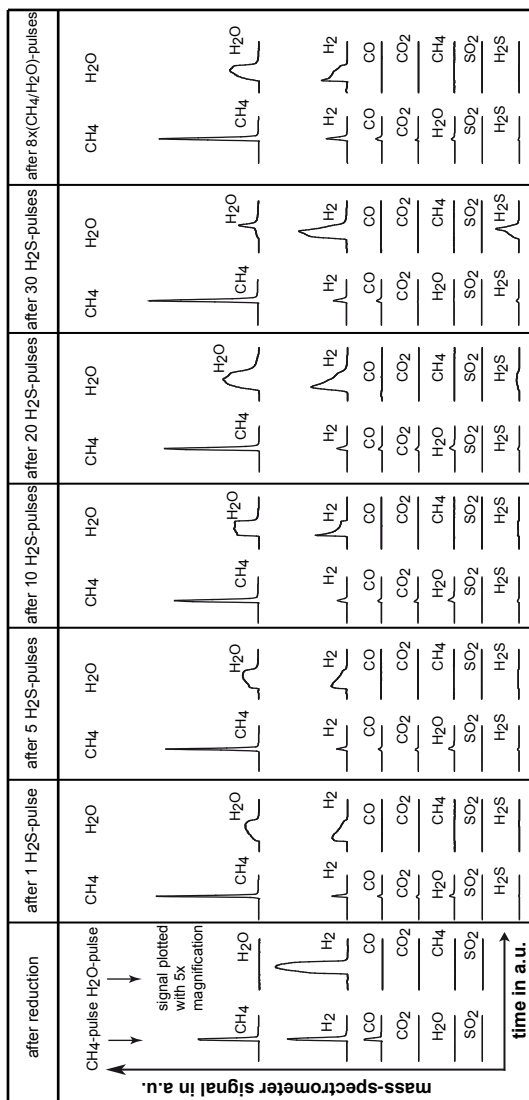 after reduction after 1 H2S-pulse after 5 H2S-pulses after 10 H2S-pulses after 20 H2S-pulses after 30 H2S-pulses after 8x(CH4/H2O)-pulses
CH4-pulse H2O-pulse CH4 H2O CH4 H2O CH4 H2O CH4 H2O CH4 H2O CH4 H2O
signal plotted
with 5x
magnification
CH4 H2O CH4 H2O CH4 H2O CH4 H2O CH4 H2O CH4 H2O CH4 H2O
H2 H2 H2 H2 H2 H2 H2 H2 H2 H2 H2 H2 H2 H2
CO CO CO CO CO CO CO CO CO CO CO CO CO CO
CO2 CO2 CO2 CO2 CO2 CO2 CO2 CO2 CO2 CO2 CO2 CO2 CO2 CO2
H2O CH4 H2O CH4 H2O CH4 H2O CH4 H2O CH4 H2O CH4 H2O CH4
SO2 SO2 SO2 SO2 SO2 SO2 SO2 SO2 SO2 SO2 SO2 SO2 SO2 SO2
H2S H2S H2S H2S H2S H2S H2S H2S H2S H2S H2S H2S
time in a.u.
mass-spectrometer signal in a.u.